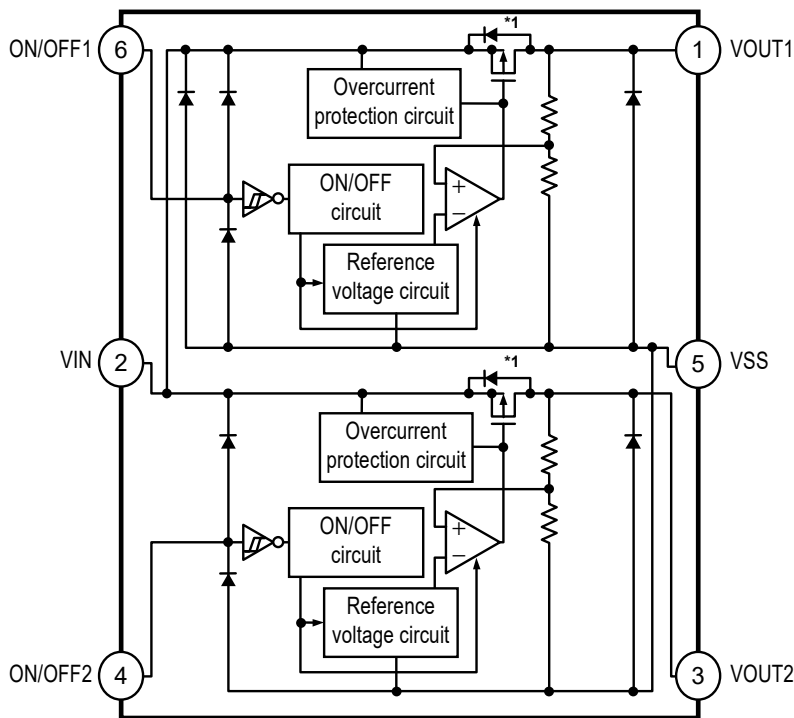 *1
ON/OFF1
6
1
VOUT1
Overcurrent
protection circuit
ON/OFF
circuit
+
−
Reference
voltage circuit
VIN
2
*1
5
VSS
Overcurrent
protection circuit
ON/OFF
circuit
+
−
Reference
voltage circuit
ON/OFF2
4
3
VOUT2